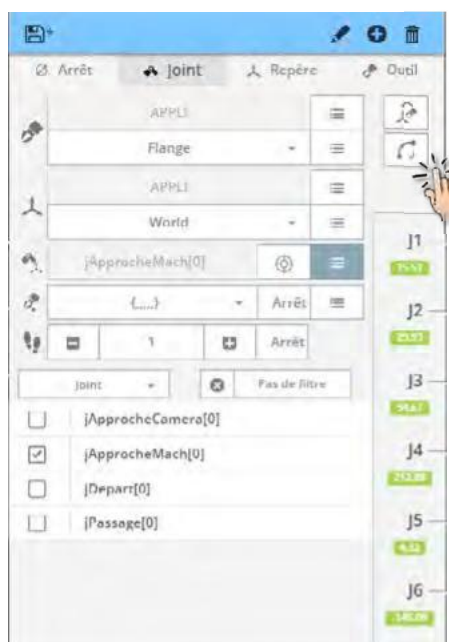 Arrêt Joint Repère Outil
APPLI
Flange
APPLI
World
jApprocheMach[0]
{.....} Arrêt
1 Arrêt
Joint Pas de filtre
jApprocheCamera[0]
jApprocheMach[0]
jDepart[0]
jPassage[0]
J1
J2
J3
J4
J5
J6